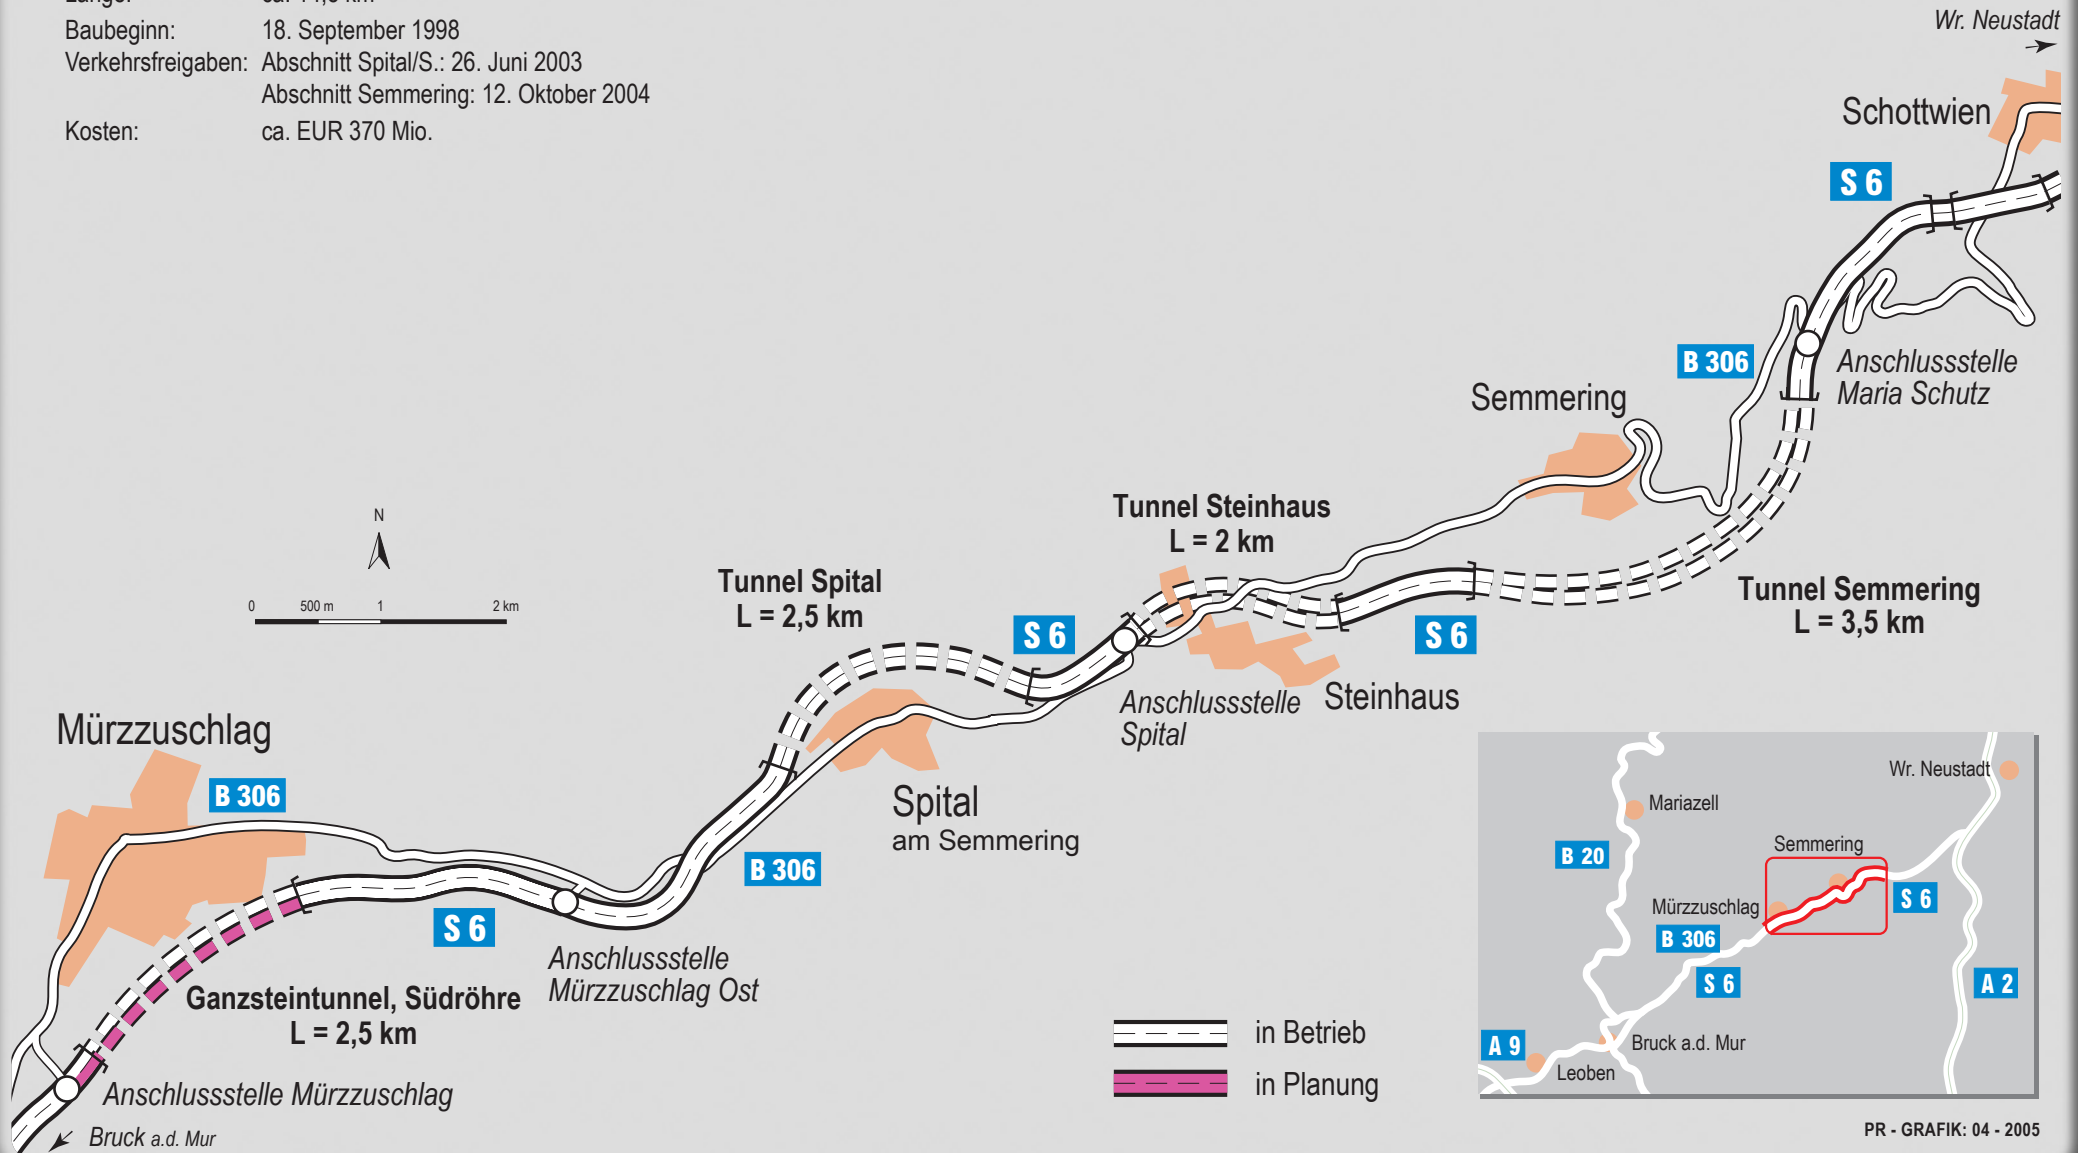 Baubeginn: 18. September 1998
Verkehrsfreigaben: Abschnitt Spital/S.: 26. Juni 2003
Abschnitt Semmering: 12. Oktober 2004
Kosten: ca. EUR 370 Mio.
Wr. Neustadt
Schottwien
S 6
B 306
Anschlussstelle
Maria Schutz
Semmering
Tunnel Steinhaus
L = 2 km
N
0 500 m 1 2 km
Tunnel Spital
L = 2,5 km
S 6
S 6
Tunnel Semmering
L = 3,5 km
Anschlussstelle
Spital
Steinhaus
Mürzzuschlag
B 306
Spital
am Semmering
B 306
S 6
Anschlussstelle
Mürzzuschlag Ost
Ganzsteintunnel, Südröhre
L = 2,5 km
Anschlussstelle Mürzzuschlag
Bruck a.d. Mur
in Betrieb
in Planung
Wr. Neustadt
Mariazell
B 20
Semmering
S 6
Mürzzuschlag
B 306
S 6
A 2
A 9
Bruck a.d. Mur
Leoben
PR - GRAFIK: 04 - 2005